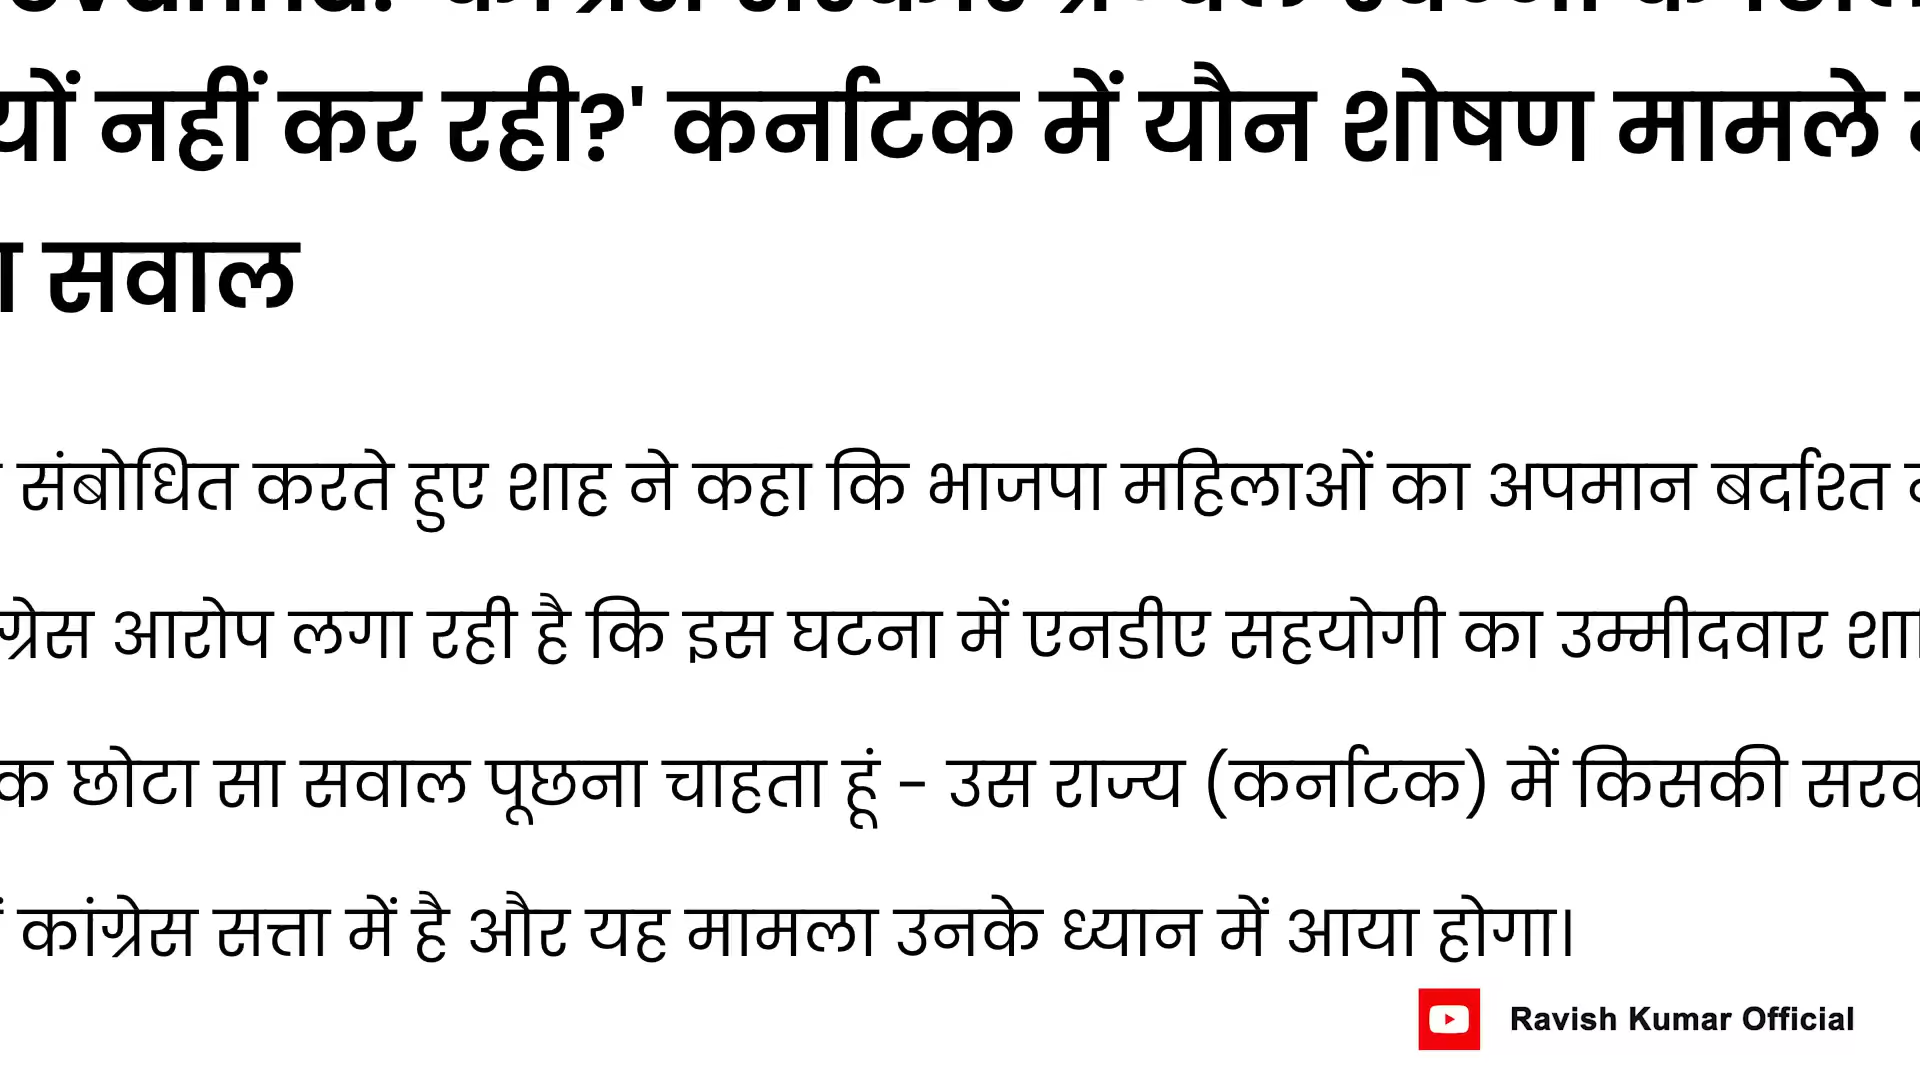 नहीं कर रही?' कर्नाटक में यौन शोषण मामले
सवाल
संबोधित करते हुए शाह ने कहा कि भाजपा महिलाओं का अपमान बर्दाश्त
आरोप लगा रही है कि इस घटना में एनडीए सहयोगी का उम्मीदवार
छोटा सा सवाल पूछना चाहता हूं - उस राज्य (कर्नाटक) में किसकी
कांग्रेस सत्ता में है और यह मामला उनके ध्यान में आया होगा।
Ravish Kumar Official